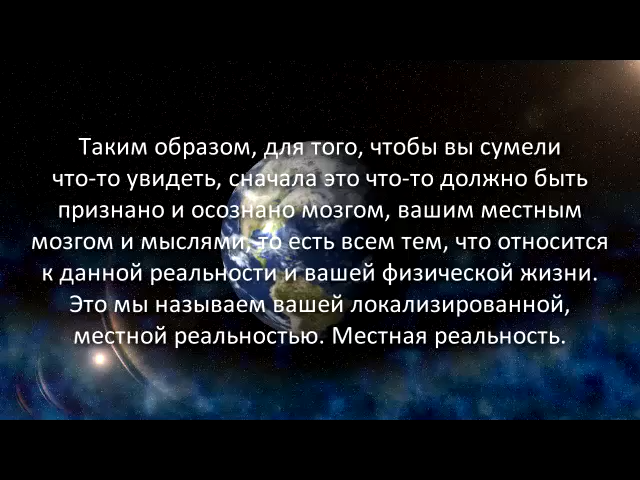 Таким образом, для того, чтобы вы сумели
что-то увидеть, сначала это что-то должно быть
признано и осознано мозгом, вашим местным
мозгом и мыслями, то есть всем тем, что относится
к данной реальности и вашей физической жизни.
Это мы называем вашей локализированной,
местной реальностью. Местная реальность.